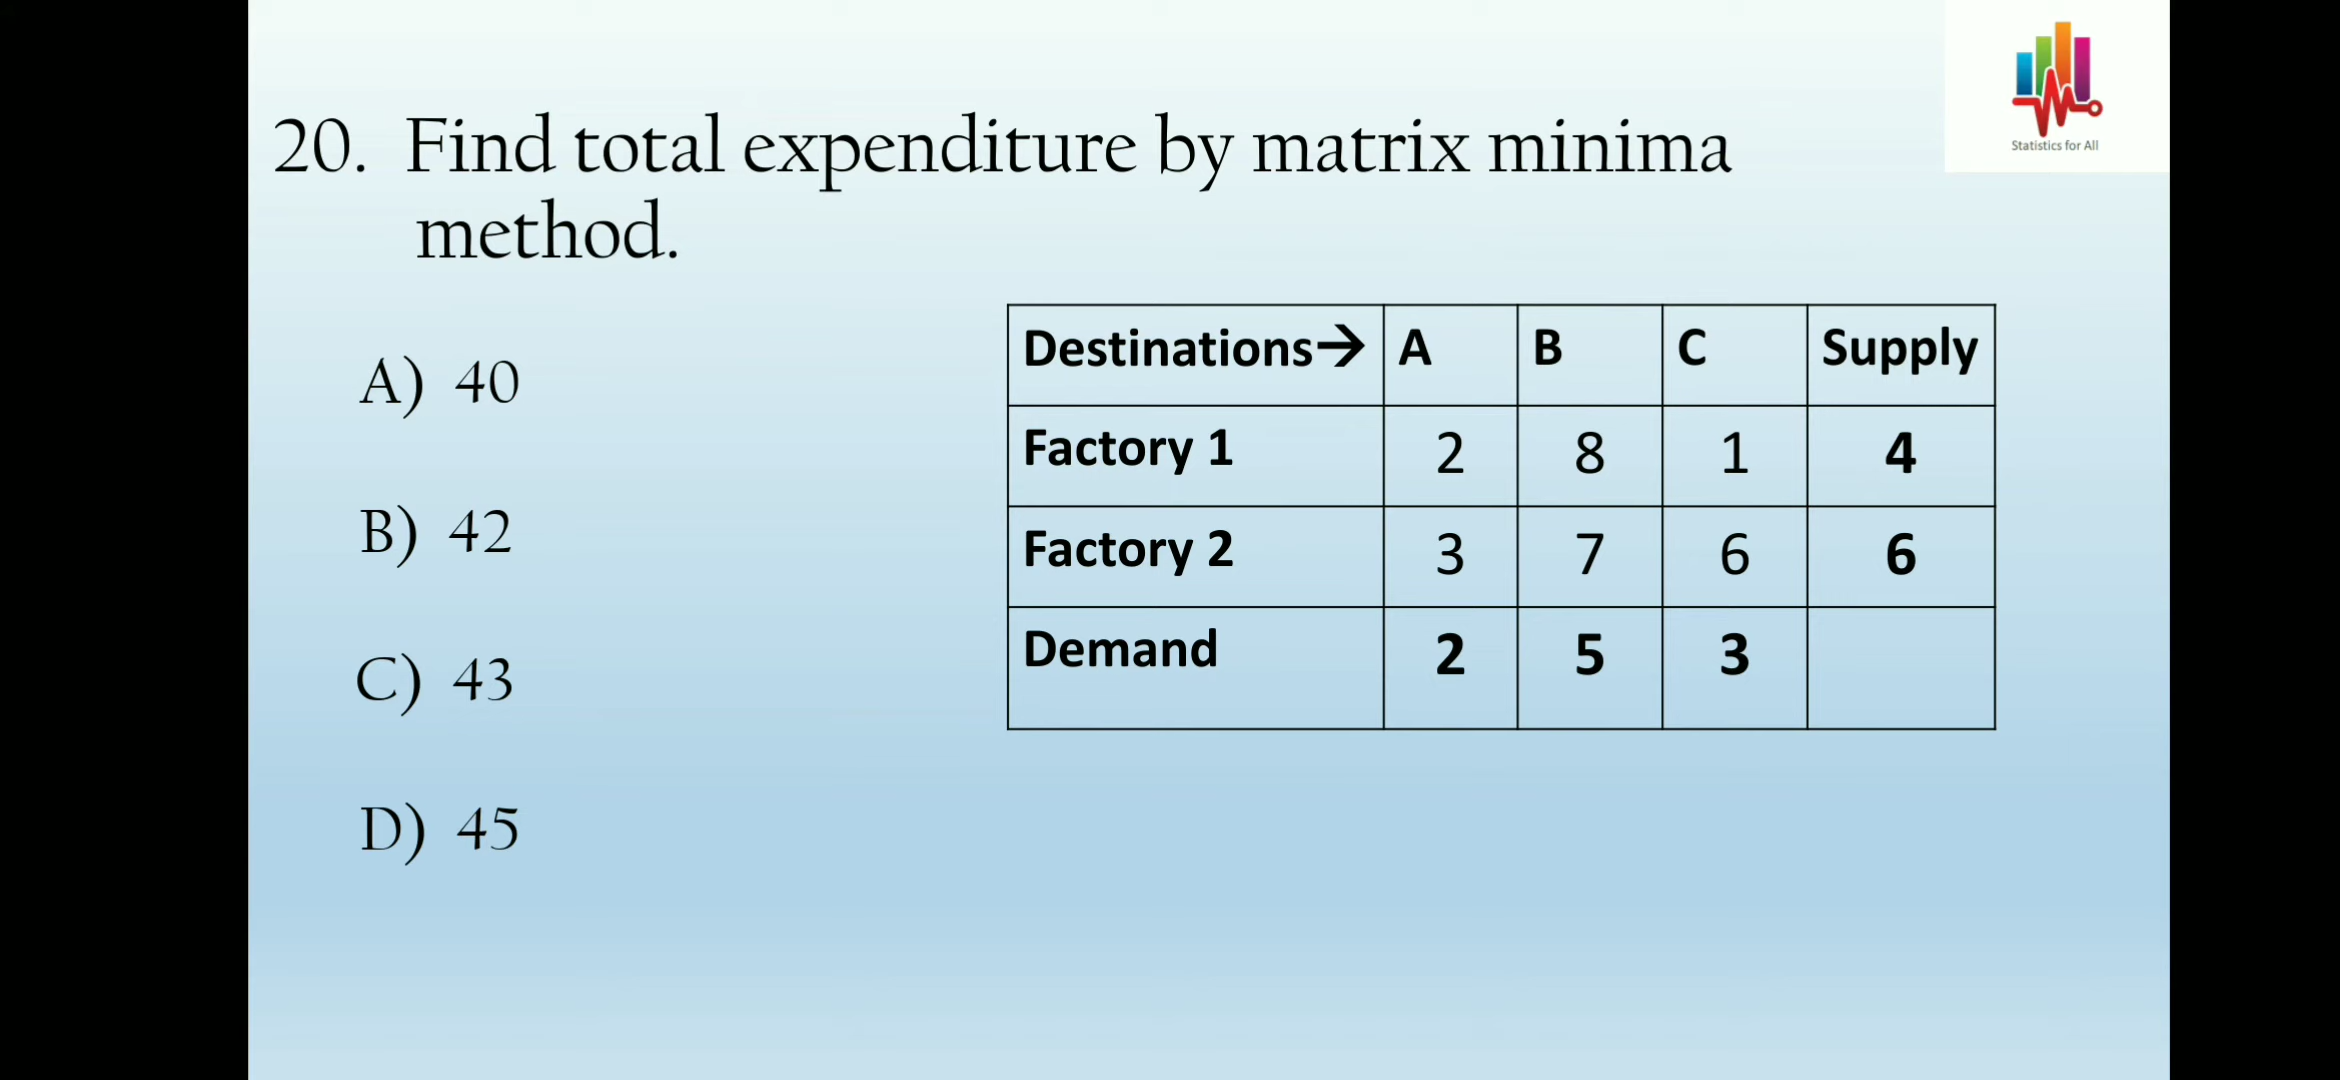 20. Find total expenditure by matrix minima
method.
A) 40
B) 42
C) 43
D) 45
Destinations→ A B C Supply
Factory 1 2 8 1 4
Factory 2 3 7 6 6
Demand 2 5 3
Statistics for All